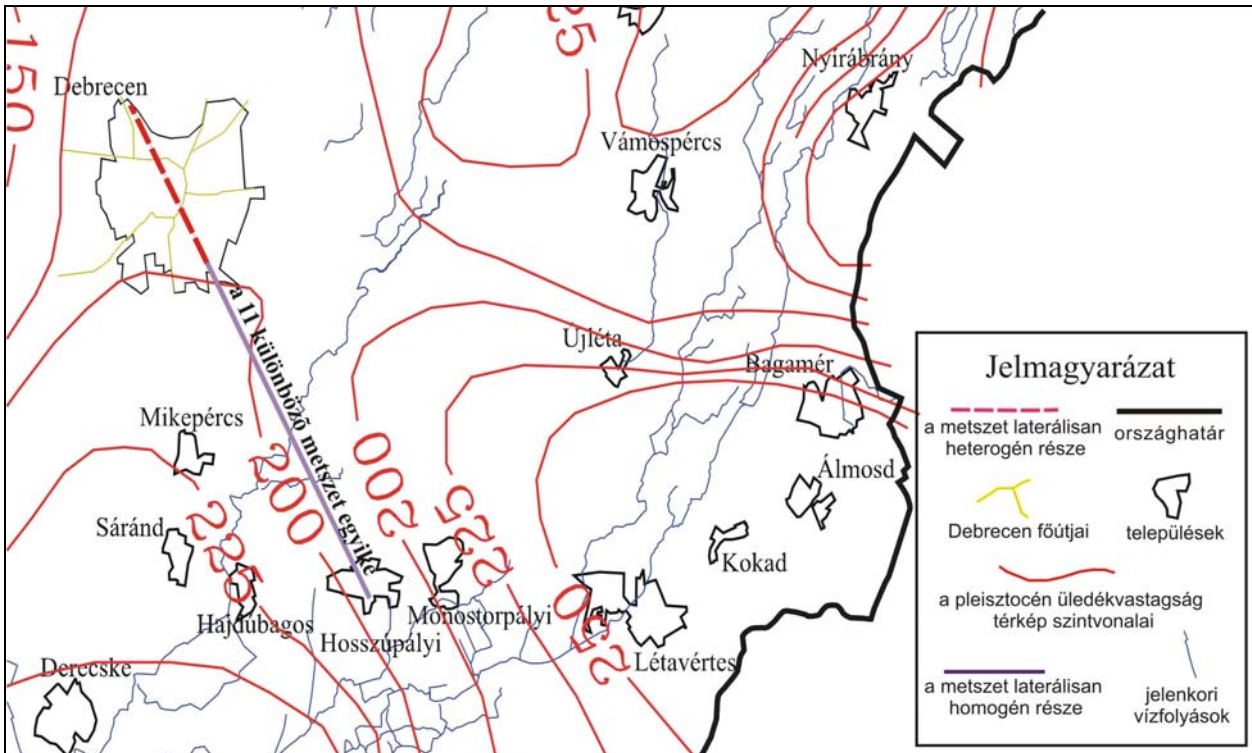 -150
25
Debrecen
Nyírábrány
Vámospércs
a 11 különböző metszet egyike
Újléta
Bagamér
Mikepércs
200
200
Álmosd
Sáránd
225
225
Kokad
Hajdúbagos
Hosszúpályi
Monostorpályi
250
Létavértes
Derecske
Jelmagyarázat
a metszet laterálisan
heterogén része
országhatár
Debrecen főútjai
települések
a pleisztocén üledékvastagság
térkép szintvonalai
a metszet laterálisan
homogén része
jelenkori
vízfolyások